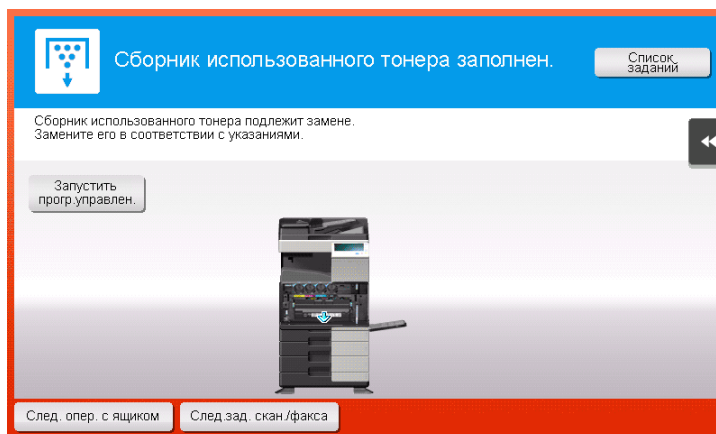 Сборник использованного тонера заполнен.
Список
заданий
Сборник использованного тонера подлежит замене.
Замените его в соответствии с указаниями.
Запустить
прогр.управлен.
След. опер. с ящиком
След.зад. скан./факса